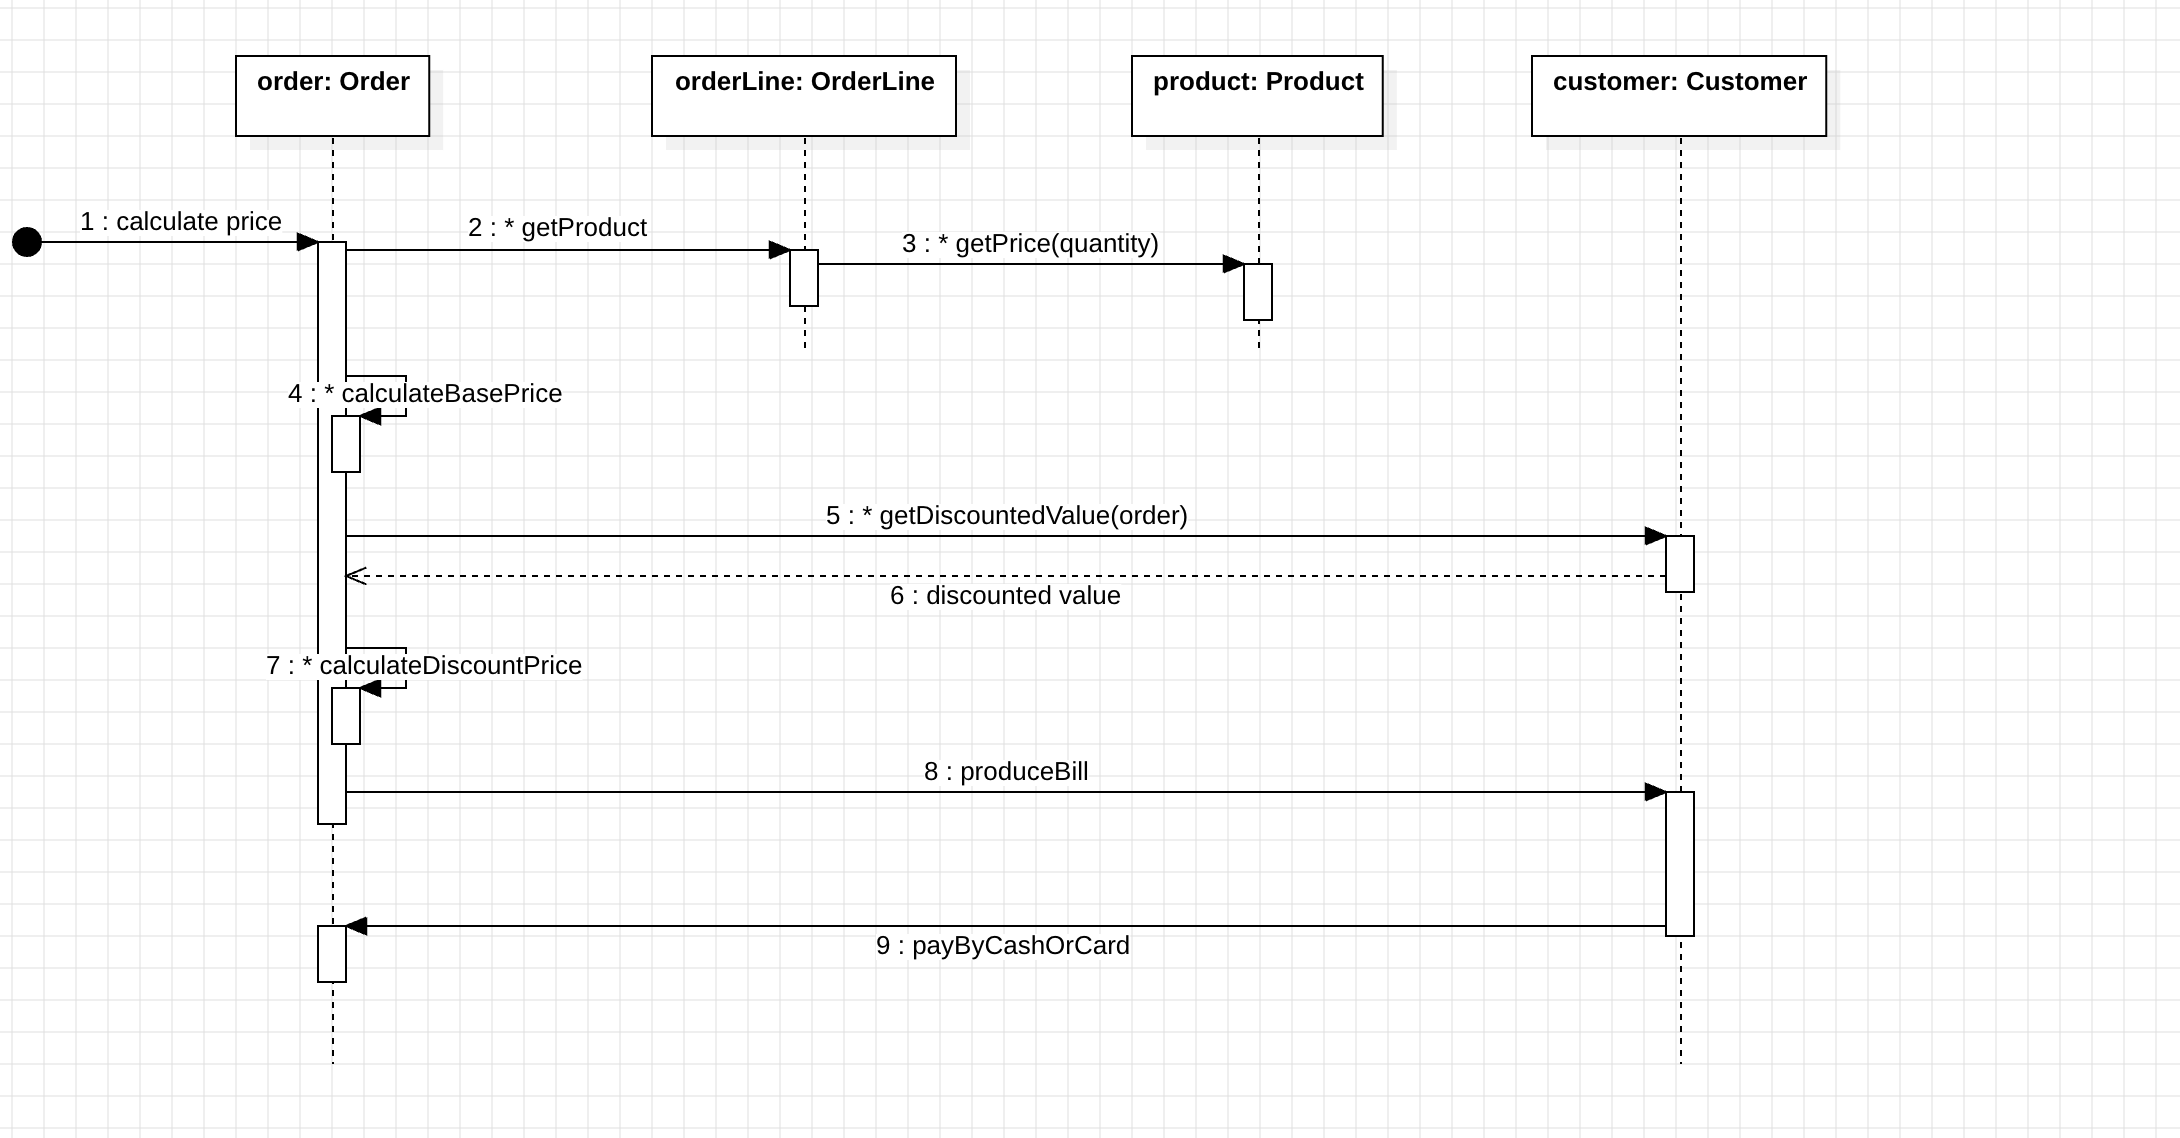 order: Order
orderLine: OrderLine
product: Product
customer: Customer
1 : calculate price
2 : * getProduct
3 : * getPrice(quantity)
4 : * calculateBasePrice
5 : * getDiscountedValue(order)
6 : discounted value
7 : * calculateDiscountPrice
8 : produceBill
9 : payByCashOrCard